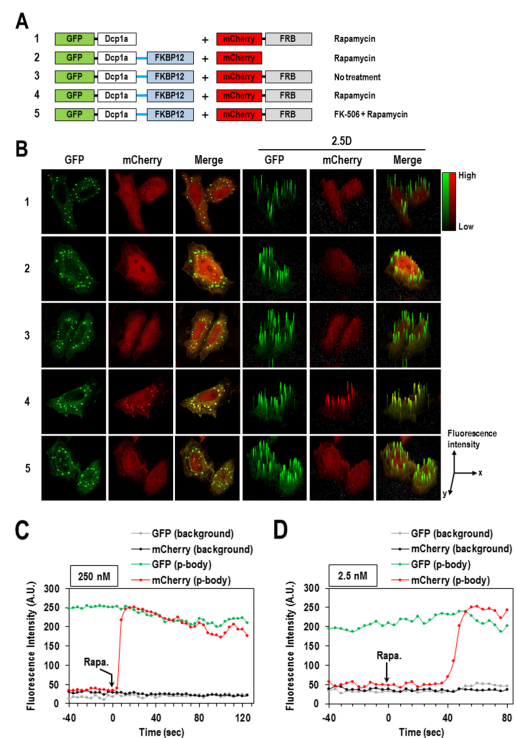 A
1 GFP Dcp1a + mCherry FRB Rapamycin
2 GFP Dcp1a FKBP12 + mCherry Rapamycin
3 GFP Dcp1a FKBP12 + mCherry FRB No treatment
4 GFP Dcp1a FKBP12 + mCherry FRB Rapamycin
5 GFP Dcp1a FKBP12 + mCherry FRB FK-506 + Rapamycin
B
2.5D
GFP mCherry Merge GFP mCherry Merge
High
Low
1
2
3
4
5
Fluorescence
intensity
x
y
C
GFP (background)
mCherry (background)
GFP (p-body)
mCherry (p-body)
250 nM
Fluorescence Intensity (A.U.)
300
250
200
150
100
50
0
Rapa.
-40 0 40 80 120
Time (sec)
D
GFP (background)
mCherry (background)
GFP (p-body)
mCherry (p-body)
2.5 nM
Fluorescence Intensity (A.U.)
300
250
200
150
100
50
0
Rapa.
-40 -20 0 20 40 60 80
Time (sec)